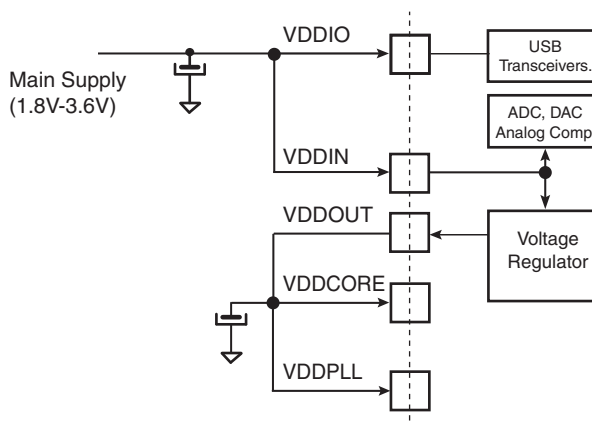 VDDIO
USB
Transceivers.
Main Supply
(1.8V-3.6V)
ADC, DAC
Analog Comp.
VDDIN
VDDOUT
Voltage
Regulator
VDDCORE
VDDPLL